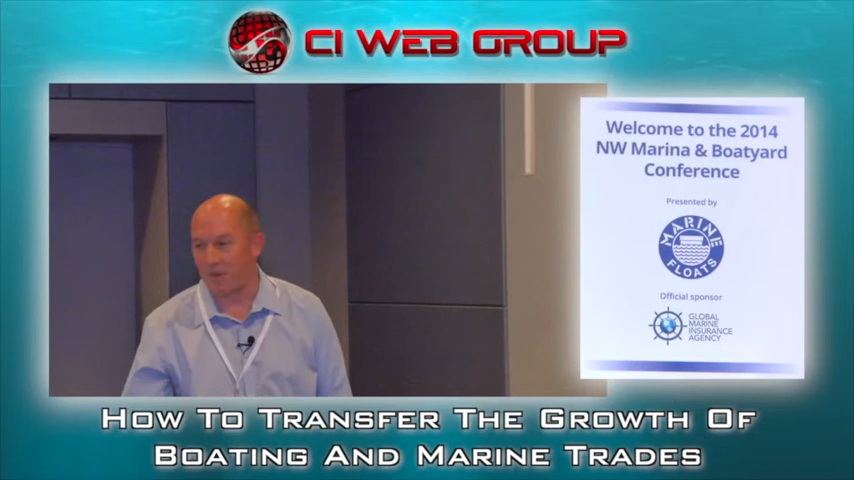 CI WEB GROUP
Welcome to the 2014
NW Marina & Boatyard
Conference
Presented by
MARINE
FLOATS
Official sponsor
GLOBAL
MARINE
INSURANCE
AGENCY
How To Transfer The Growth Of
Boating And Marine Trades